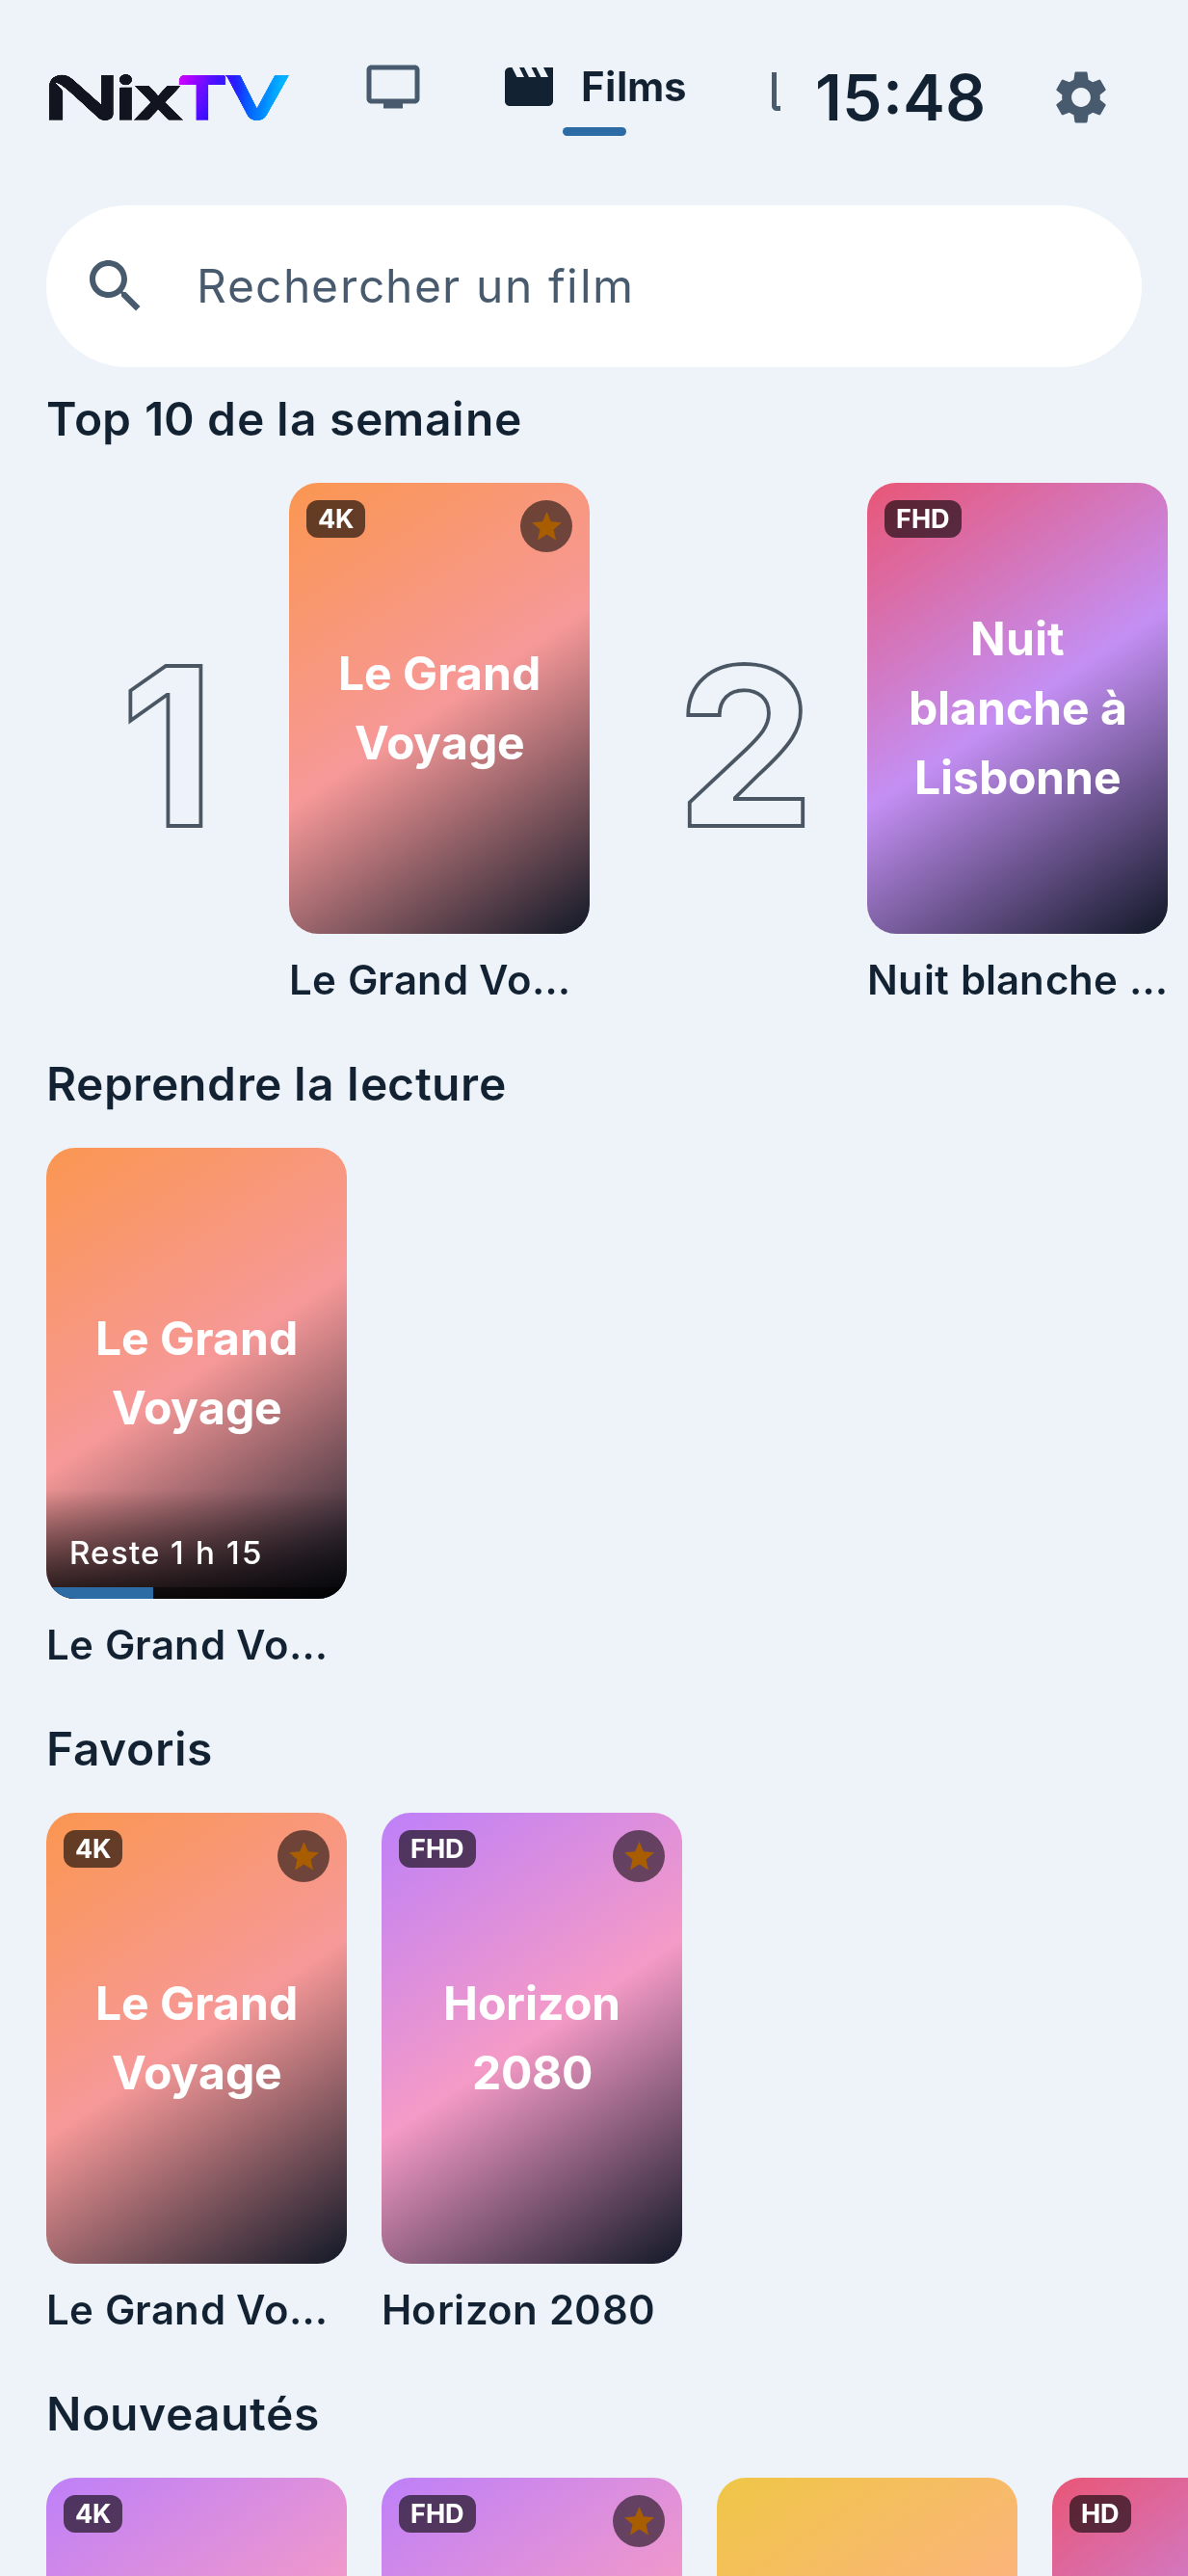 NixTV
Films
15:48
Rechercher un film
Top 10 de la semaine
1
4K
Le Grand
Voyage
Le Grand Vo...
2
FHD
Nuit
blanche à
Lisbonne
Nuit blanche ...
Reprendre la lecture
Le Grand
Voyage
Reste 1 h 15
Le Grand Vo...
Favoris
4K
Le Grand
Voyage
Le Grand Vo...
FHD
Horizon
2080
Horizon 2080
Nouveautés
4K
FHD
HD